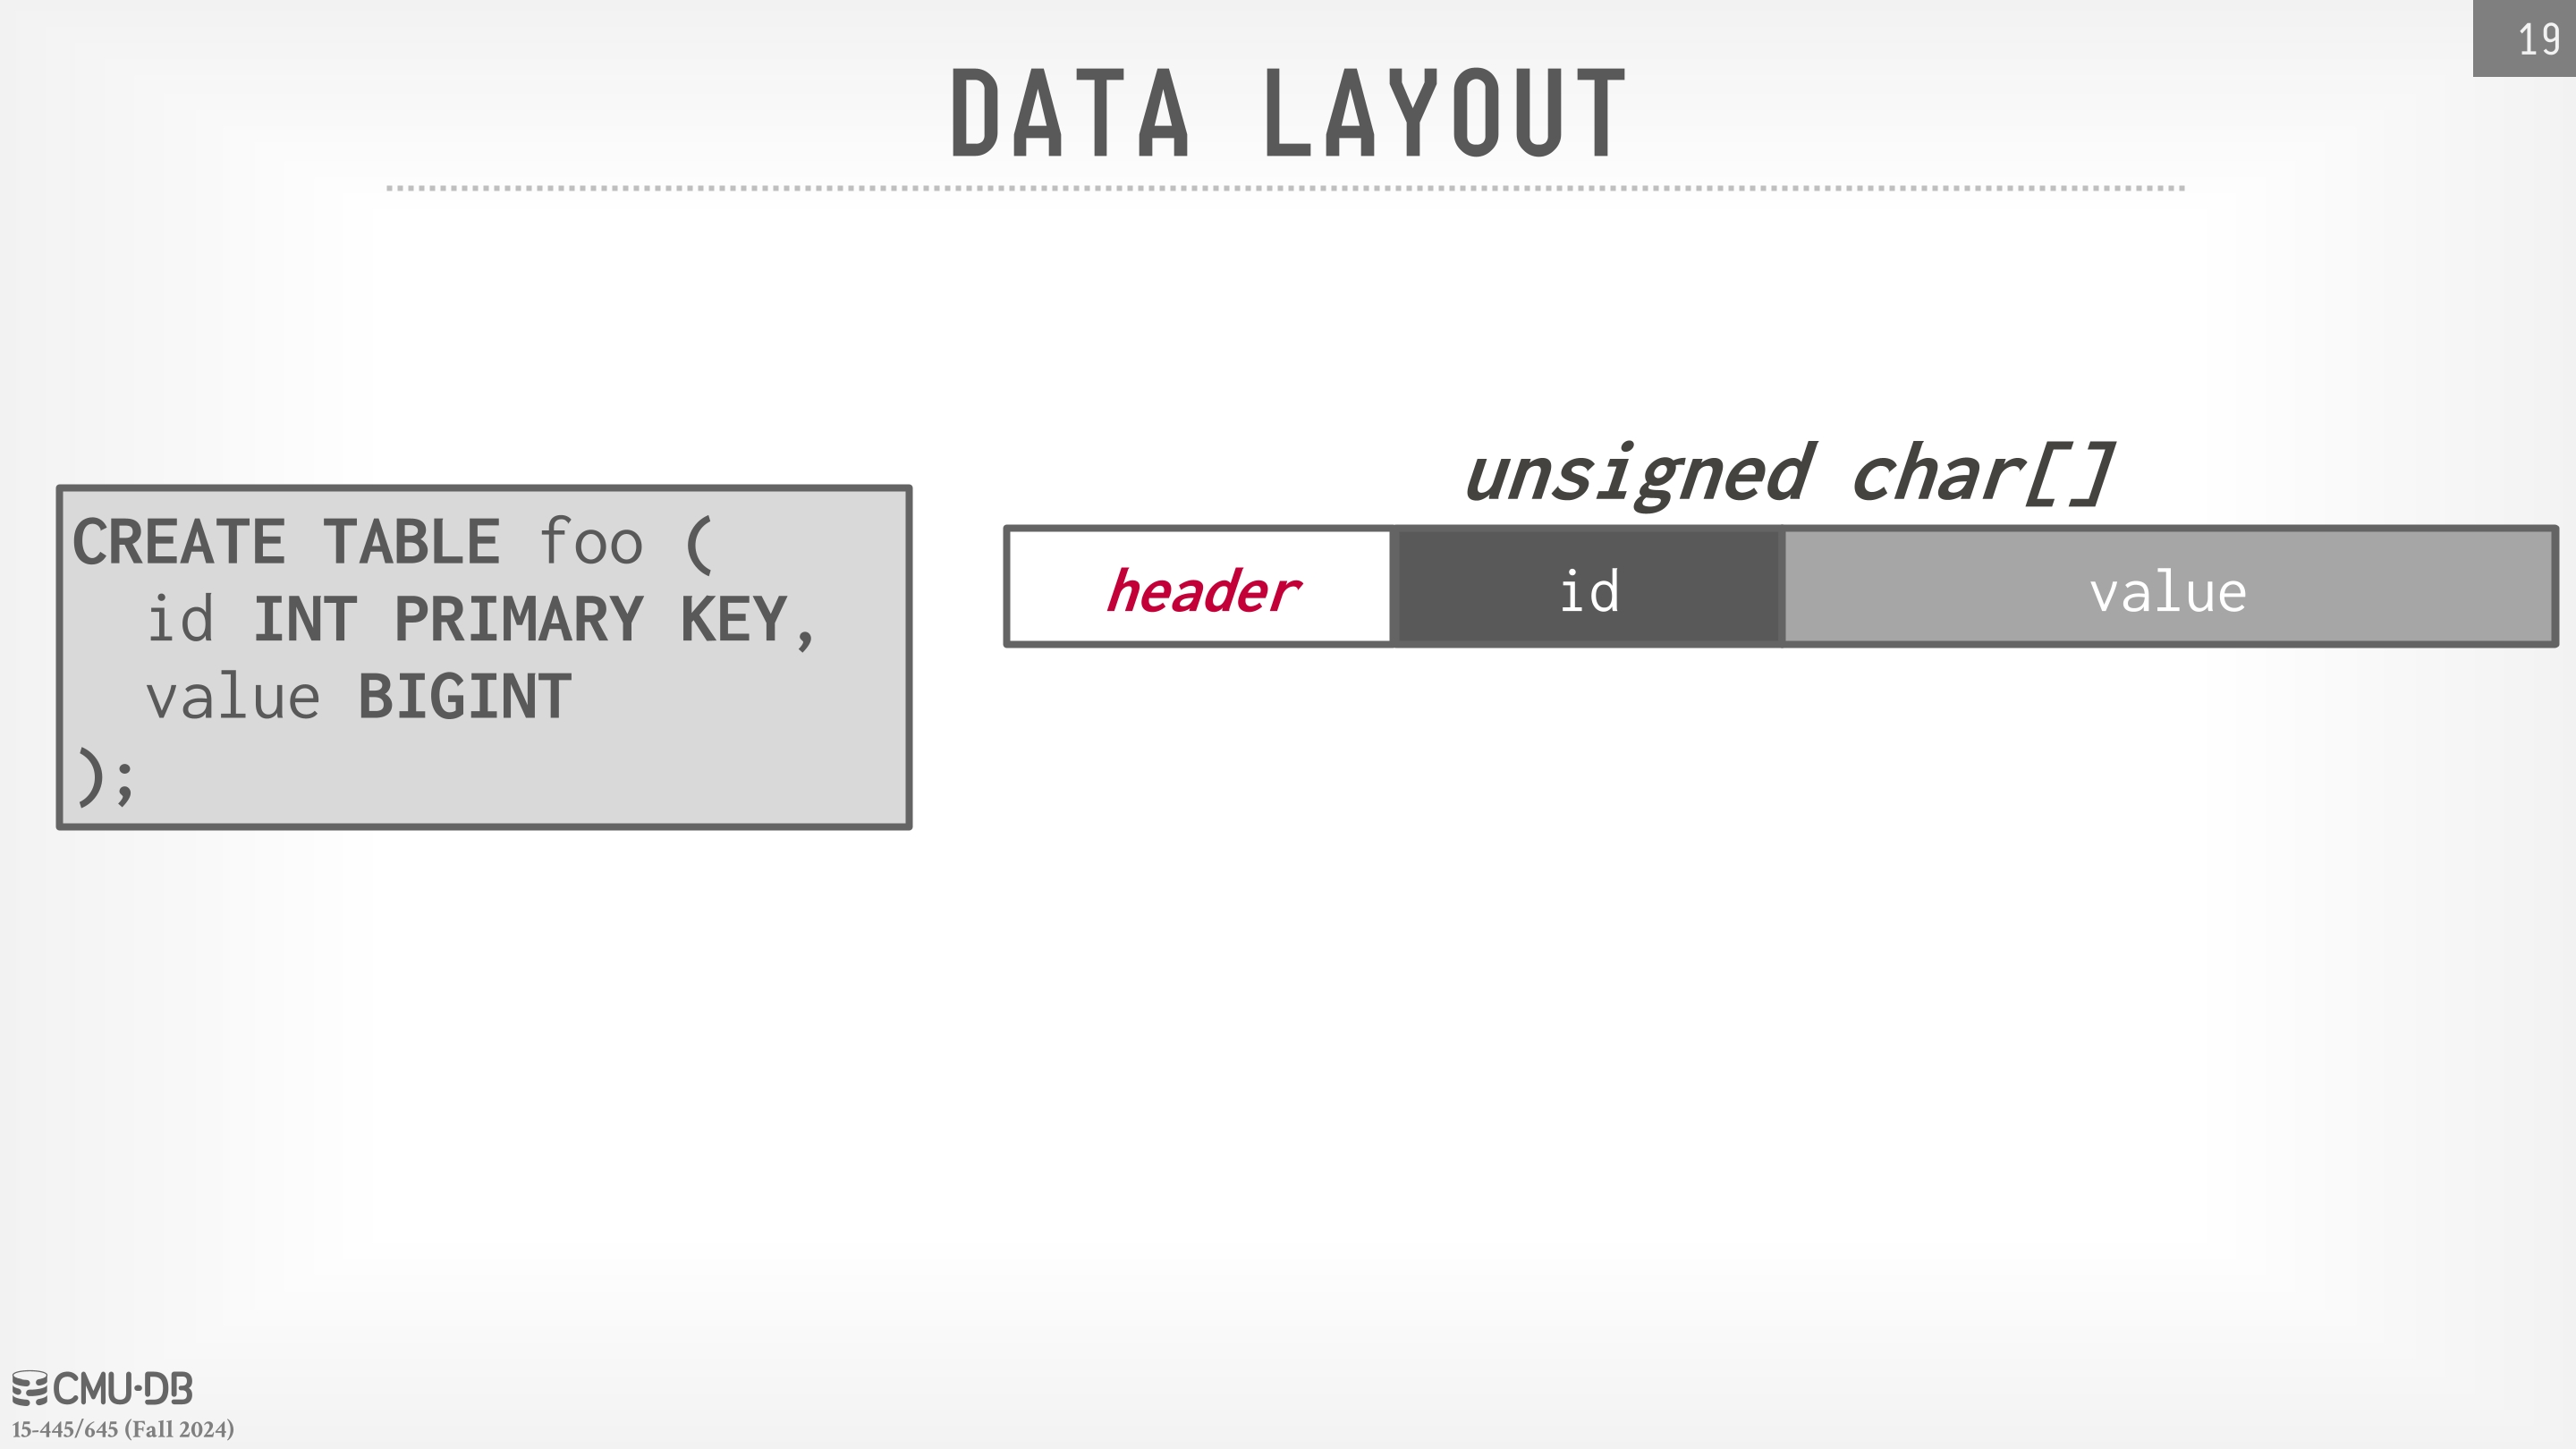 19
DATA LAYOUT
unsigned char[]
CREATE TABLE foo (
id INT PRIMARY KEY,
value BIGINT
);
header id value
CMU·DB
15-445/645 (Fall 2024)